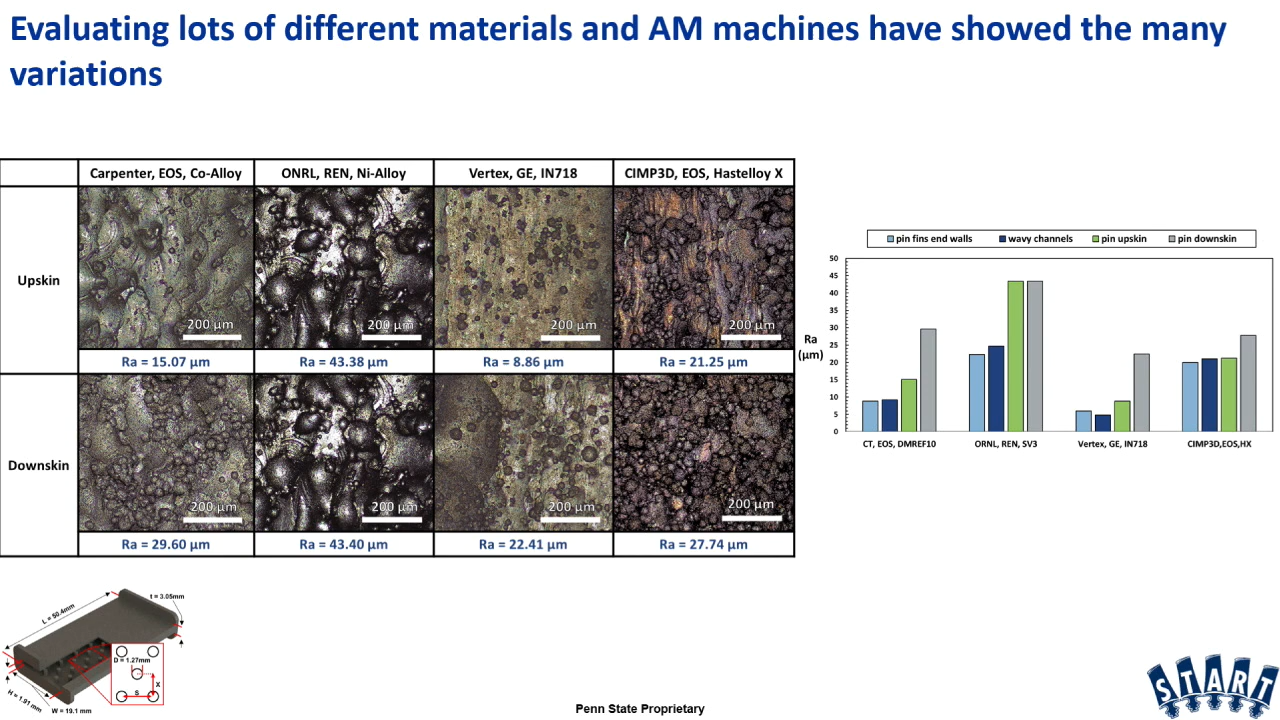 Evaluating lots of different materials and AM machines have showed the many
variations
Carpenter, EOS, Co-Alloy
ONRL, REN, Ni-Alloy
Vertex, GE, IN718
CIMP3D, EOS, Hastelloy X
Upskin
200 µm
200 µm
200 µm
200 µm
Ra = 15.07 µm
Ra = 43.38 µm
Ra = 8.86 µm
Ra = 21.25 µm
Downskin
200 µm
200 µm
200 µm
200 µm
Ra = 29.60 µm
Ra = 43.40 µm
Ra = 22.41 µm
Ra = 27.74 µm
pin fins end walls
wavy channels
pin upskin
pin downskin
Ra
(µm)
50
45
40
35
30
25
20
15
10
5
0
CT, EOS, DMREF10
ORNL, REN, SV3
Vertex, GE, IN718
CIMP3D,EOS,HX
L = 50.4mm
t = 3.05mm
D = 1.27mm
X
S
H = 1.91 mm
W = 19.1 mm
Penn State Proprietary
START